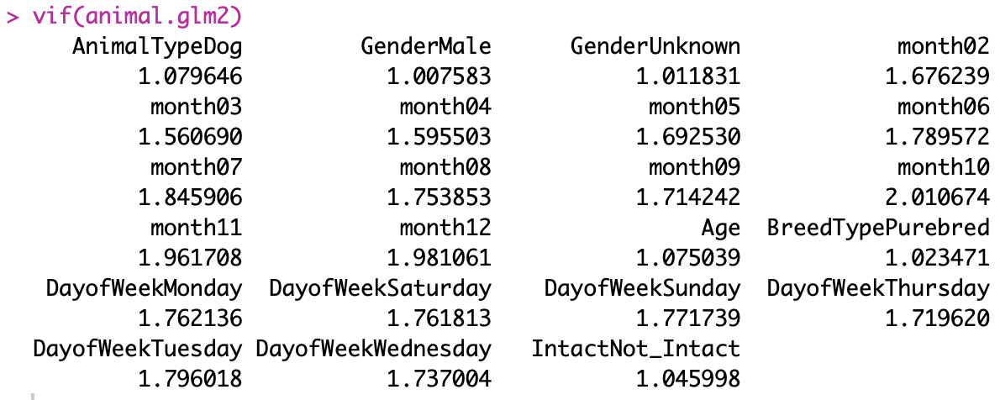 > vif(animal.glm2)
AnimalTypeDog GenderMale GenderUnknown month02
1.079646 1.007583 1.011831 1.676239
month03 month04 month05 month06
1.560690 1.595503 1.692530 1.789572
month07 month08 month09 month10
1.845906 1.753853 1.714242 2.010674
month11 month12 Age BreedTypePurebred
1.961708 1.981061 1.075039 1.023471
DayofWeekMonday DayofWeekSaturday DayofWeekSunday DayofWeekThursday
1.762136 1.761813 1.771739 1.719620
DayofWeekTuesday DayofWeekWednesday IntactNot_Intact
1.796018 1.737004 1.045998